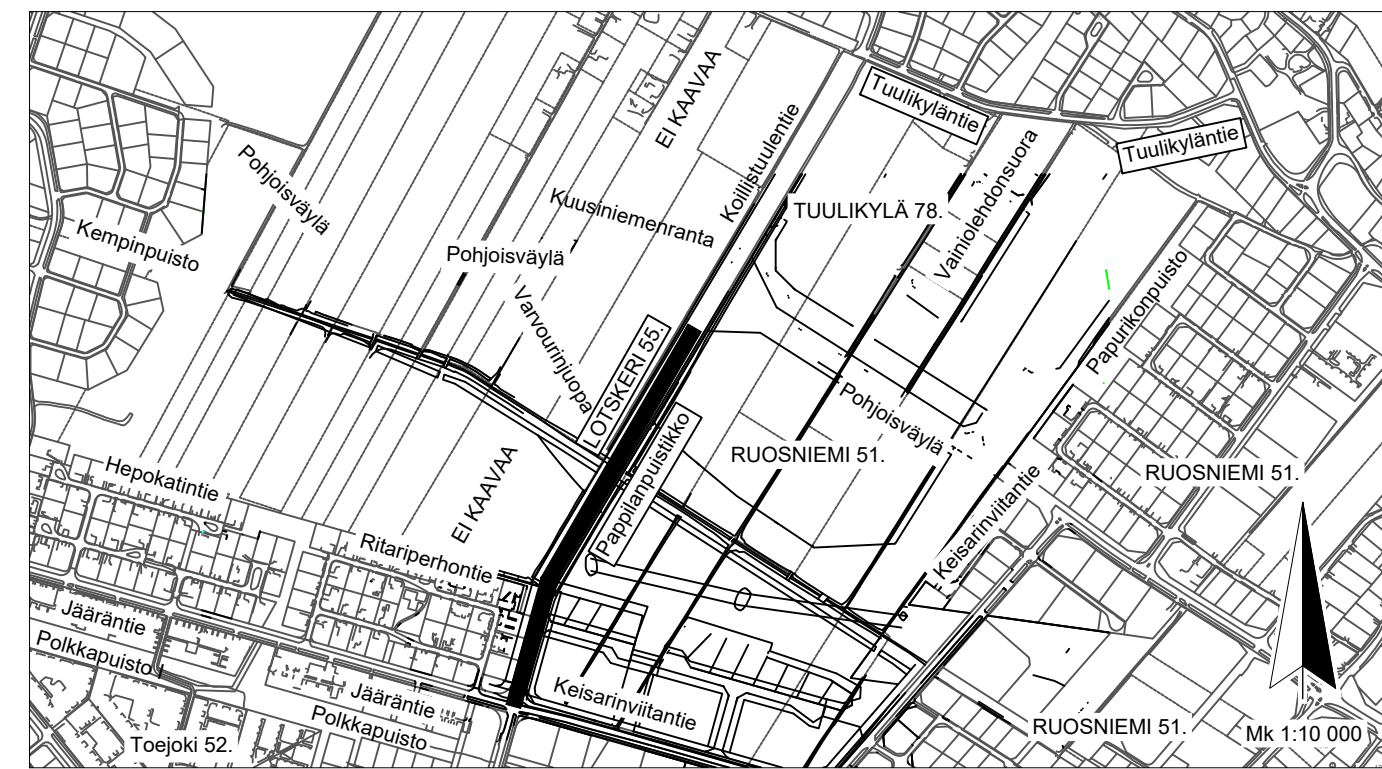 Tuulikyläntie
Tuulikyläntie
EI KAAVAA
Koillistuulentie
Vainiolehdonsuora
Pohjoisväylä
Kempinpuisto
Kuusiniemenranta
TUULIKYLÄ 78.
Pohjoisväylä
Papurikonpuisto
Varvourinjuopa
LOTSKERI 55.
Pohjoisväylä
Pappilanpuistikko
RUOSNIEMI 51.
RUOSNIEMI 51.
Hepokatintie
EI KAAVAA
Ritariperhontie
Keisarinviitantie
Jääräntie
Polkkapuisto
Jääräntie
Keisarinviitantie
Polkkapuisto
Toejoki 52.
RUOSNIEMI 51.
Mk 1:10 000